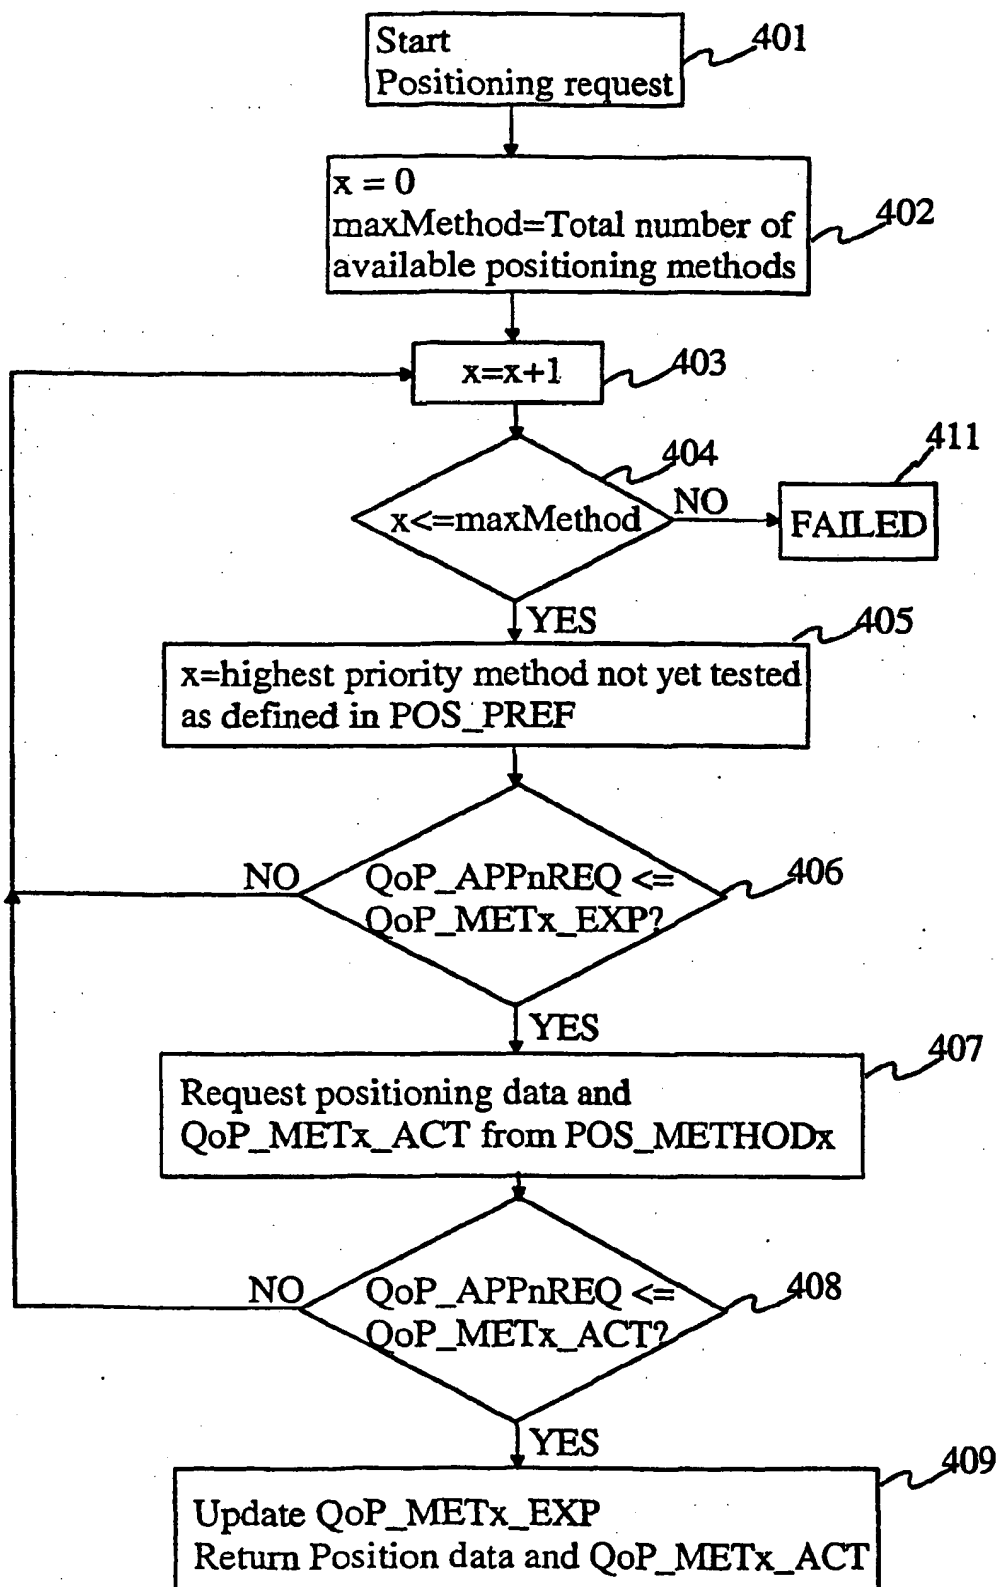 Start
Positioning request
401
x = 0
maxMethod=Total number of
available positioning methods
402
x=x+1
403
404
x<=maxMethod
NO
411
FAILED
YES
405
x=highest priority method not yet tested
as defined in POS_PREF
NO
QoP_APPnREQ <=
QoP_METx_EXP?
406
YES
407
Request positioning data and
QoP_METx_ACT from POS_METHODx
NO
QoP_APPnREQ <=
QoP_METx_ACT?
408
YES
409
Update QoP_METx_EXP
Return Position data and QoP_METx_ACT